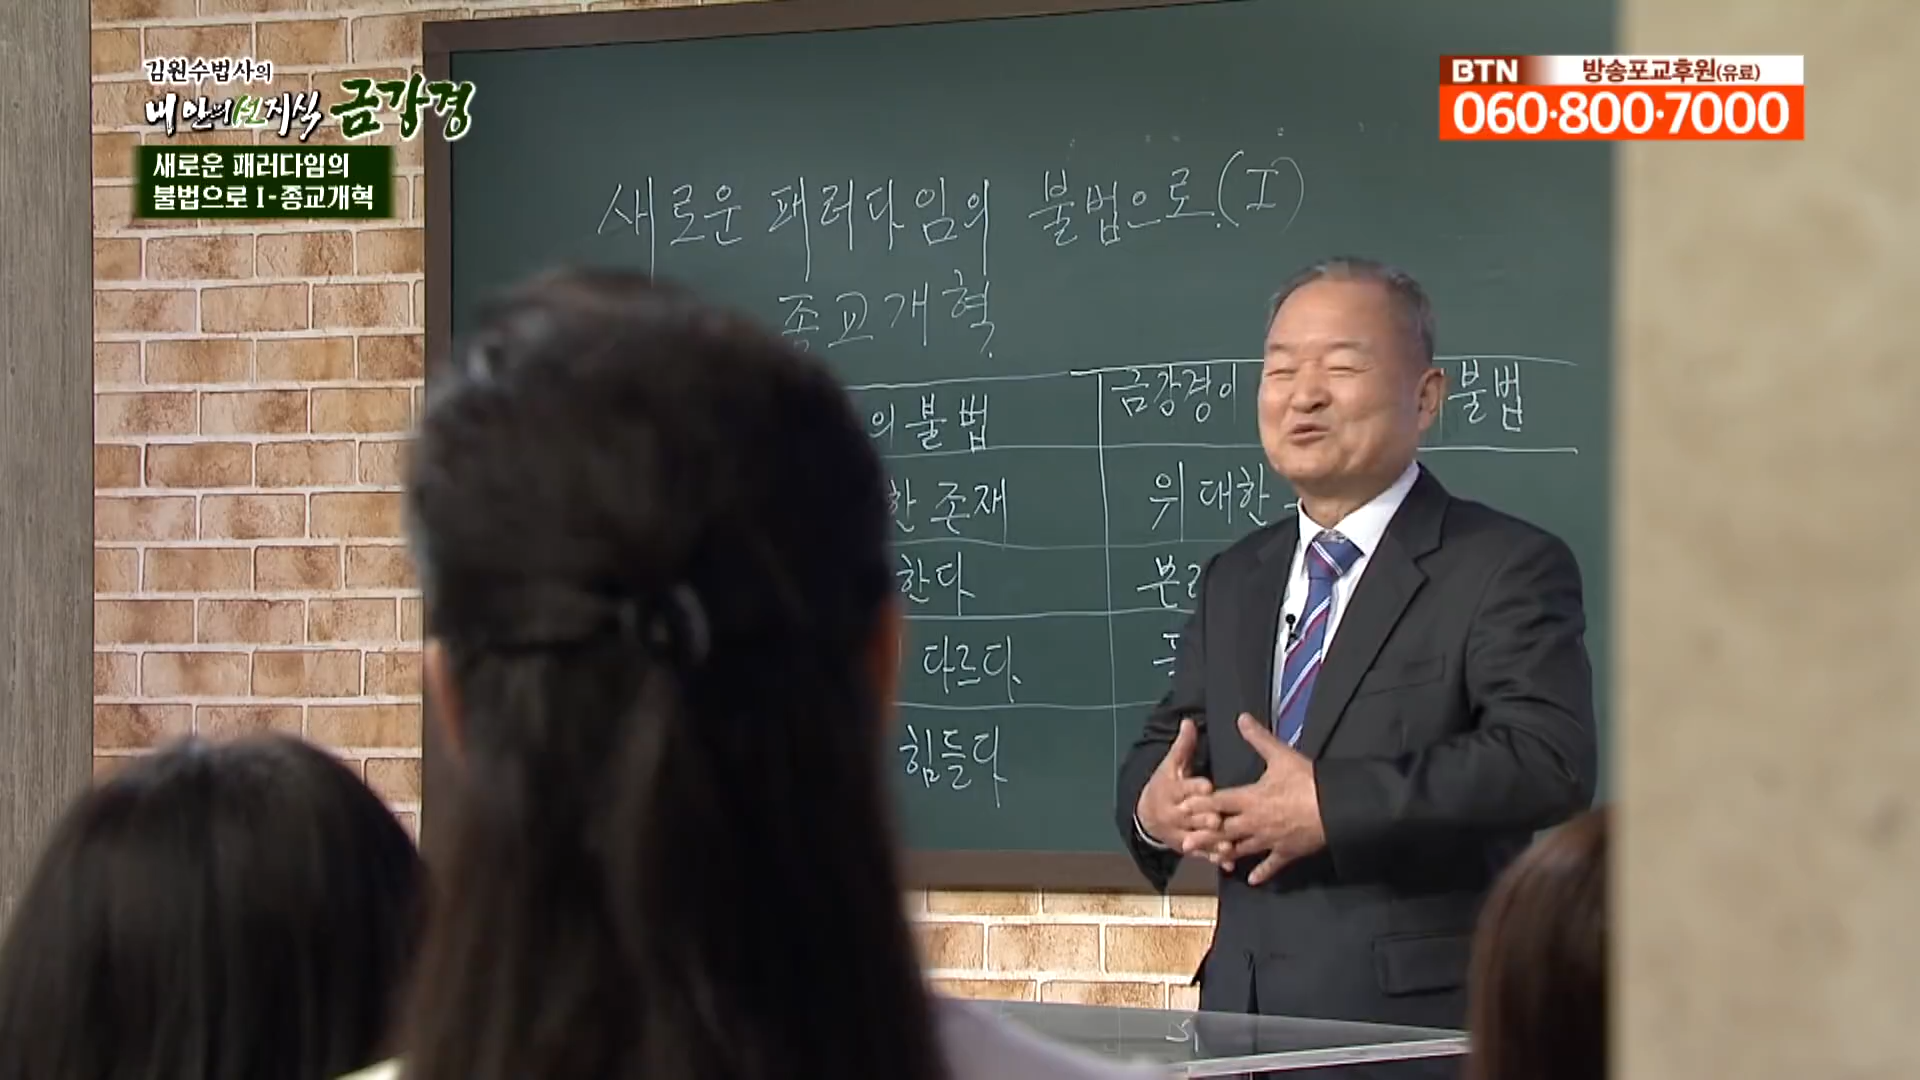 김원수법사의
내 안의 선지식 금강경
새로운 패러다임의
불법으로 I - 종교개혁
BTN 방송포교후원(유료)
060·800·7000
새로운 패러다임의 불법으로.(I)
종교개혁
의 불법
금강경이 불법
한 존재
위대한
한다
다르다.
힘들다